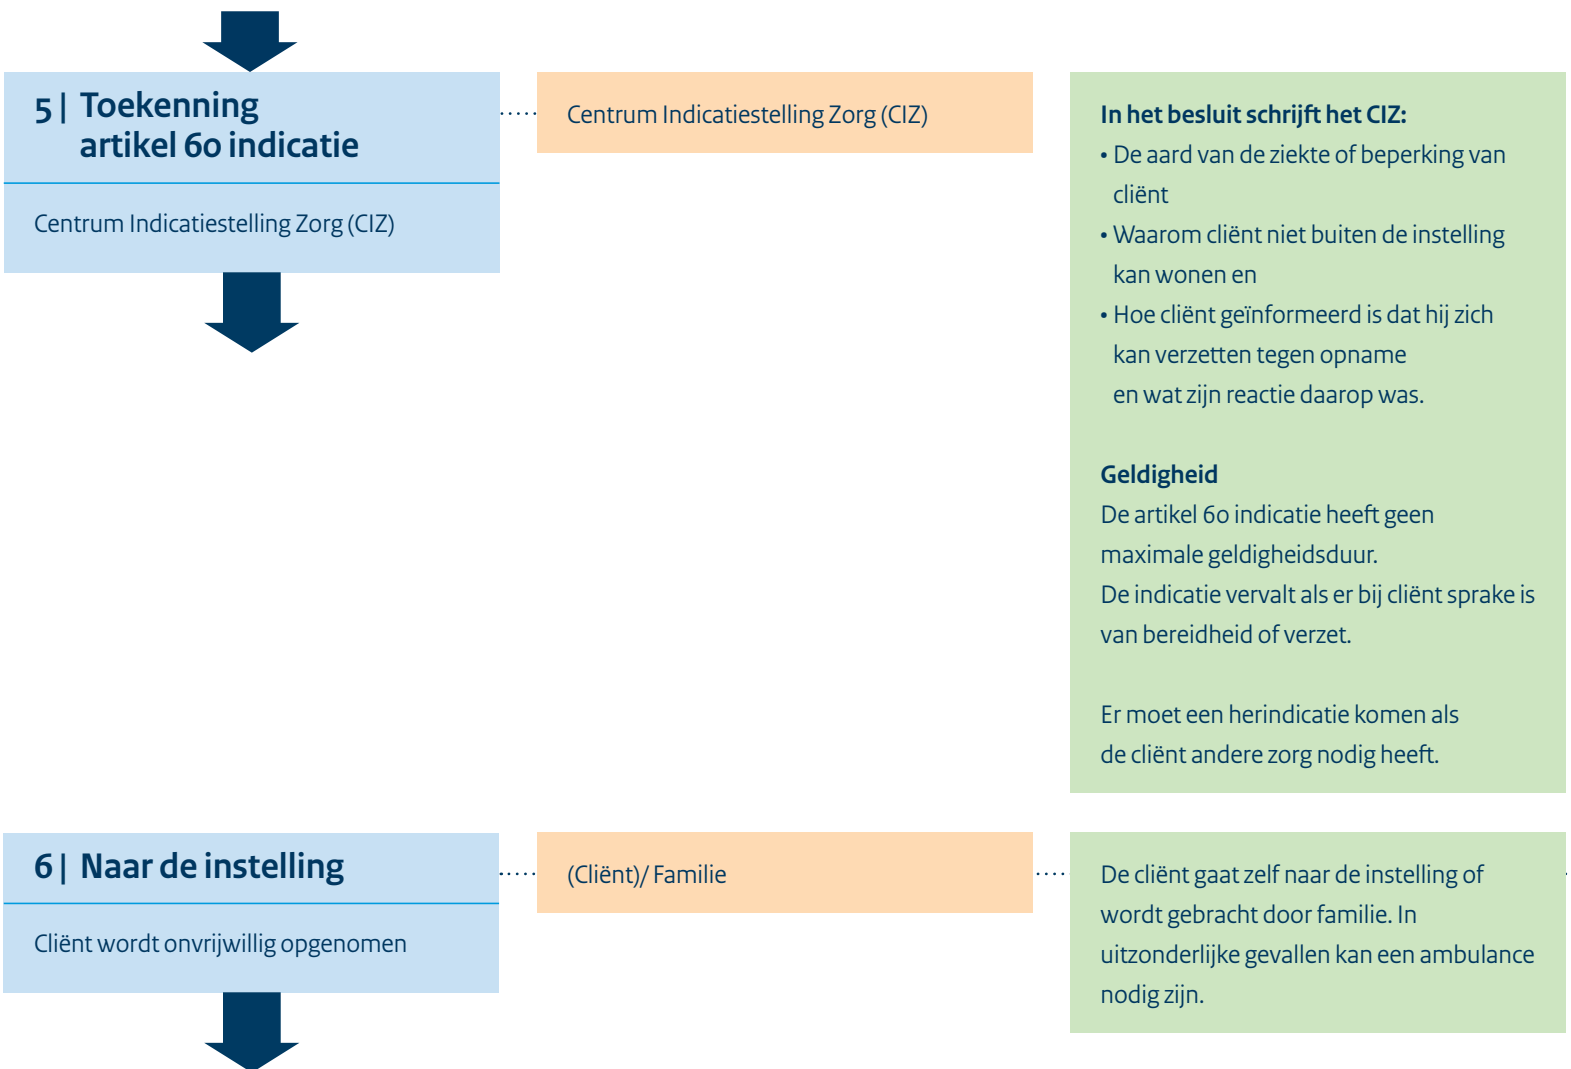 5 | Toekenning
artikel 60 indicatie
Centrum Indicatiestelling Zorg (CIZ)
Centrum Indicatiestelling Zorg (CIZ)
In het besluit schrijft het CIZ:
• De aard van de ziekte of beperking van
cliënt
• Waarom cliënt niet buiten de instelling
kan wonen en
• Hoe cliënt geïnformeerd is dat hij zich
kan verzetten tegen opname
en wat zijn reactie daarop was.
Geldigheid
De artikel 60 indicatie heeft geen
maximale geldigheidsduur.
De indicatie vervalt als er bij cliënt sprake is
van bereidheid of verzet.
Er moet een herindicatie komen als
de cliënt andere zorg nodig heeft.
6 | Naar de instelling
Cliënt wordt onvrijwillig opgenomen
(Cliënt)/ Familie
De cliënt gaat zelf naar de instelling of
wordt gebracht door familie. In
uitzonderlijke gevallen kan een ambulance
nodig zijn.